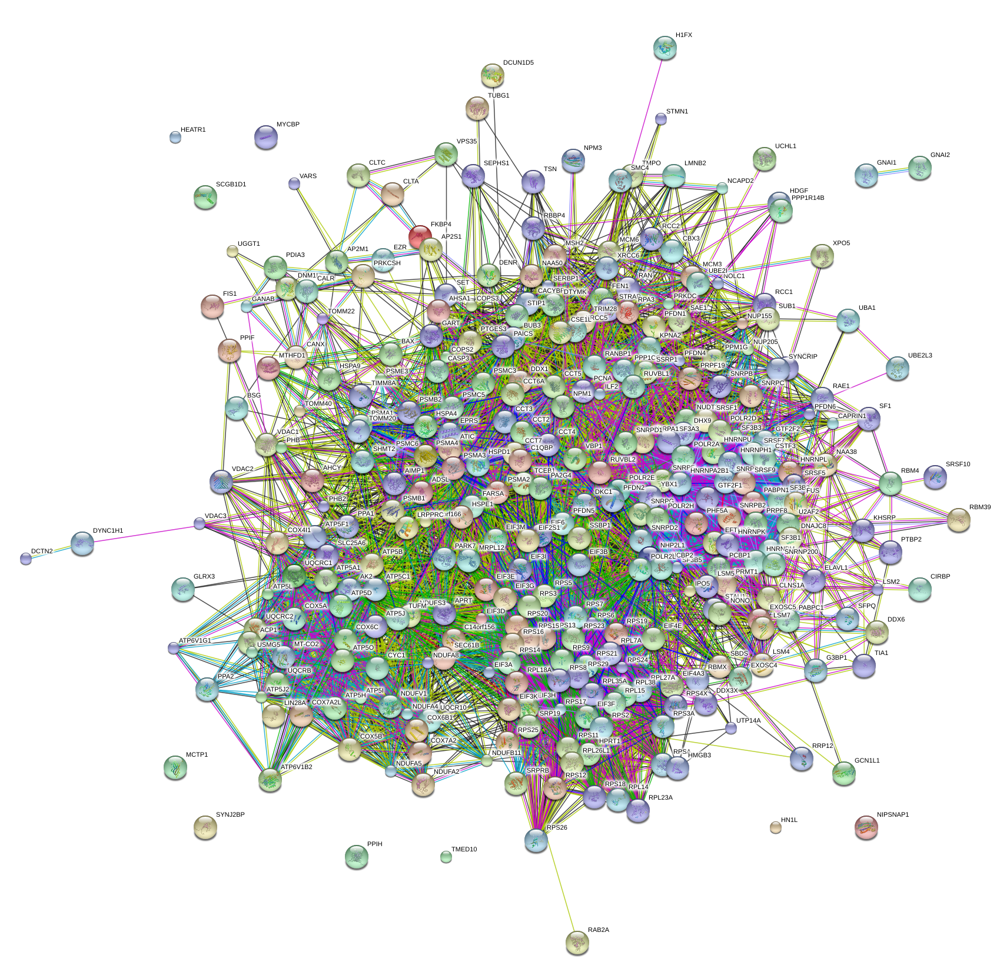 H1FX
DCUN1D5
TUBG1
STMN1
HEATR1
MYCBP
VPS35
NPM3
UCHL1
CLTC
SEPHS1
TSN
TMPO
SMC4
LMNB2
GNAI1
GNAI2
VARS
CLTA
NCAPD2
SCGB1D1
HDGF
PPP1R14B
FKBP4
RBBP4
RCC2
AP2S1
MSH2
MCM6
CBX3
UGGT1
AP2M1
EZR
XPO5
PDIA3
PRKCSH
DENR
NAA50
XRCC6
MCM3
UBE2I
CALR
SERBP1
RAN
NOLC1
SET
DTYMK
FEN1
FIS1
GANAB
AHSA1
COPS3
STIP1
STRAP
RPA3
PRKDC
RCC1
TOMM22
TRIM28
SAE1
SUB1
UBA1
GART
BUB3
CSE1L
PFDN1
NUP155
PTGES3
PAICS
KPNA2
PPIF
CANX
BAX
COPS2
NUP205
MTHFD1
CASP3
RANBP1
SSRP1
PFDN4
PPM1G
SYNCRIP
UBE2L3
HSPA9
PSME3
PSMC3
DDX1
PRPF19
CCT5
PCNA
RUVBL1
SNRPB
TIMM8A
CCT6A
ILF2
SNRPC
RAE1
BSG
PSMC5
NPM1
TOMM40
PSMB2
PSMA1
HSPA4
CCT3
SRSF1
PFDN6
SF1
TOMM20
EPRS
CCT2
DHX9
POLR2D
CAPRIN1
VDAC1
ATIC
CCT4
SNRPD1
SF3A3
SF3B3
GTF2F2
PHB
PSMC6
PSMA4
CCT7
C1QBP
VBP1
POLR2A
HNRNPU
SRSF7
SHMT2
PSMA3
HSPD1
RUVBL2
HNRNPH1
CSTF3
NAA38
HNRNPL
VDAC2
AHCY
AIMP1
TCEB1
PA2G4
HNRNPA2B1
SRSF9
SRSF5
RBM4
SRSF10
ADSL
PSMA2
POLR2E
YBX1
GTF2F1
DKC1
PFDN2
PABPN1
FUS
PSMB1
FARSA
SNRPG
POLR2H
SNRPB2
PHB2
HSPE1
PFDN5
PHF5A
PRPF8
U2AF2
RBM39
VDAC3
PPA1
LRPPRC
EIF6
SSBP1
KHSRP
ATP5F1
EIF3M
EIF2S1
SNRPD2
HNRNPK
DNAJC8
DYNC1H1
COX4I1
SF3B1
PTBP2
SLC25A6
PARK7
MRPL12
NHP2L1
DCTN2
ATP5B
EIF3I
EIF3B
PCBP1
SNRNP200
UQCRC1
SF3B5
ELAVL1
GLRX3
ATP5A1
AK2
ATP5C1
EIF3E
RPS5
LSM5
PRMT1
CIRBP
ATP5L
EIF3G
RPS3
IPO5
CLNS1A
LSM2
ATP5D
COX5A
TUFM
NDUFS3
APRT
RPS7
NONO
EXOSC5
PABPC1
SFPQ
UQCRC2
ATP5J
EIF3D
RPS20
RPS6
LSM7
DDX6
ACP1
COX6C
C14orf156
RPS15
RPS23
RPS19
EIF4E
ATP6V1G1
USMG5
MT-CO2
ATP5O
SEC61B
RPS16
RPL7A
RPS9
SBDS
LSM4
G3BP1
TIA1
CYC1
NDUFA8
RPS14
RPS21
RPS24
EXOSC4
PPA2
UQCRB
EIF3A
RPL18A
RPS8
RPS29
RBMX
EIF4A3
ATP5J2
ATP5I
NDUFV1
RPL35A
RPL38
RPL27A
LIN28A
COX7A2L
ATP5H
EIF3K
EIF3H
RPL15
RPS4X
DDX3X
NDUFA4
UQCR10
RPS17
EIF3F
RPS3A
COX6B1
SRP19
RPS2
UTP14A
COX5B
COX7A2
RPS25
RPS11
HPRT1
RRP12
MCTP1
NDUFB11
RPL26L1
HMGB3
GCN1L1
ATP6V1B2
NDUFA5
NDUFA2
SRPRB
RPS12
RPS18
RPL14
RPL23A
SYNJ2BP
RPS26
HN1L
NIPSNAP1
PPIH
TMED10
RAB2A